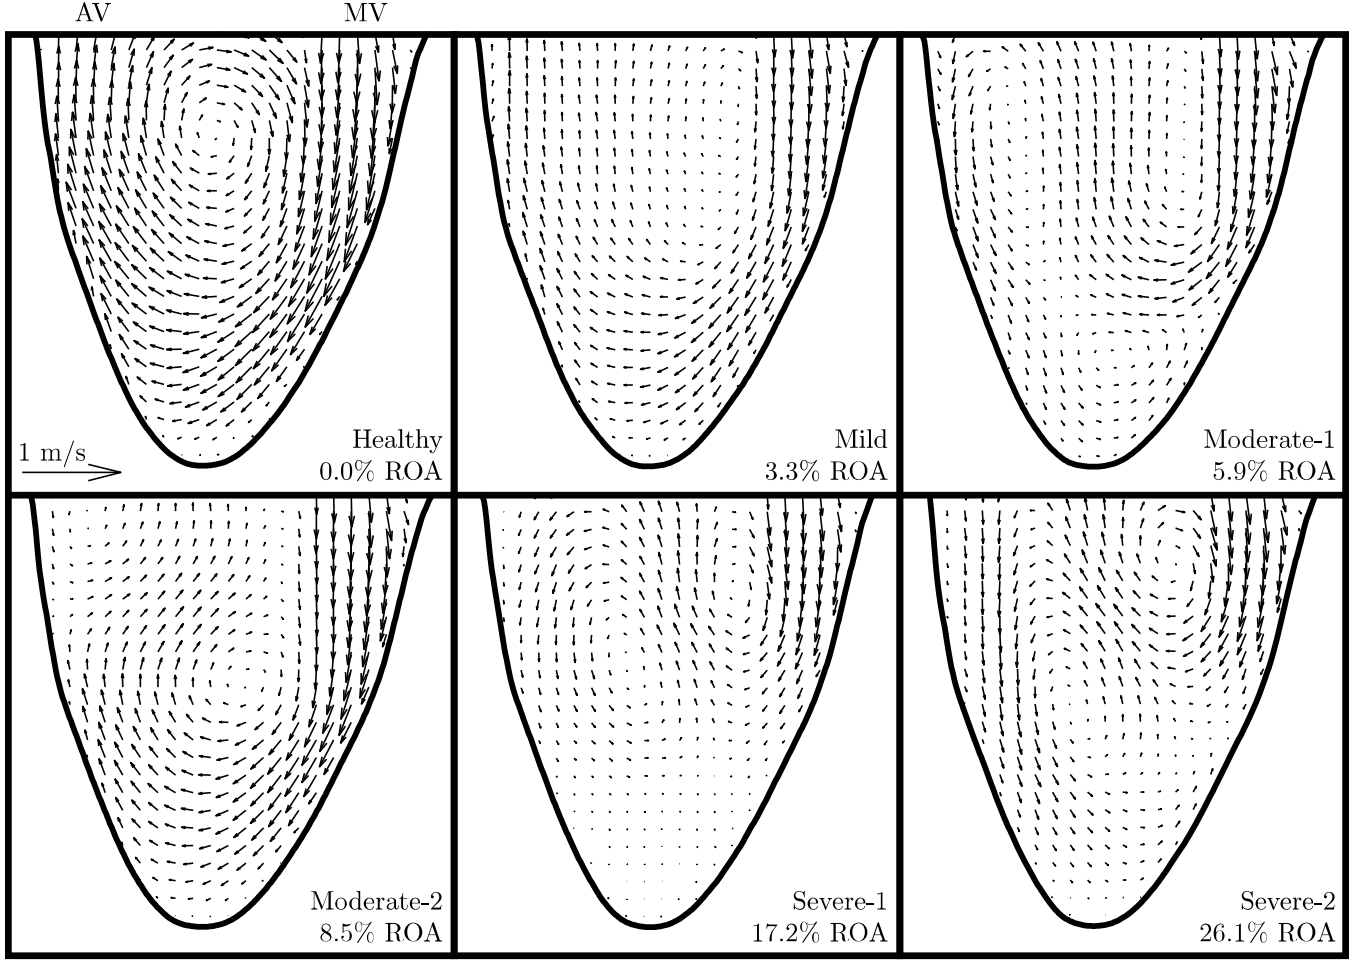 AV MV
1 m/s
Healthy
0.0% ROA
Mild
3.3% ROA
Moderate-1
5.9% ROA
Moderate-2
8.5% ROA
Severe-1
17.2% ROA
Severe-2
26.1% ROA